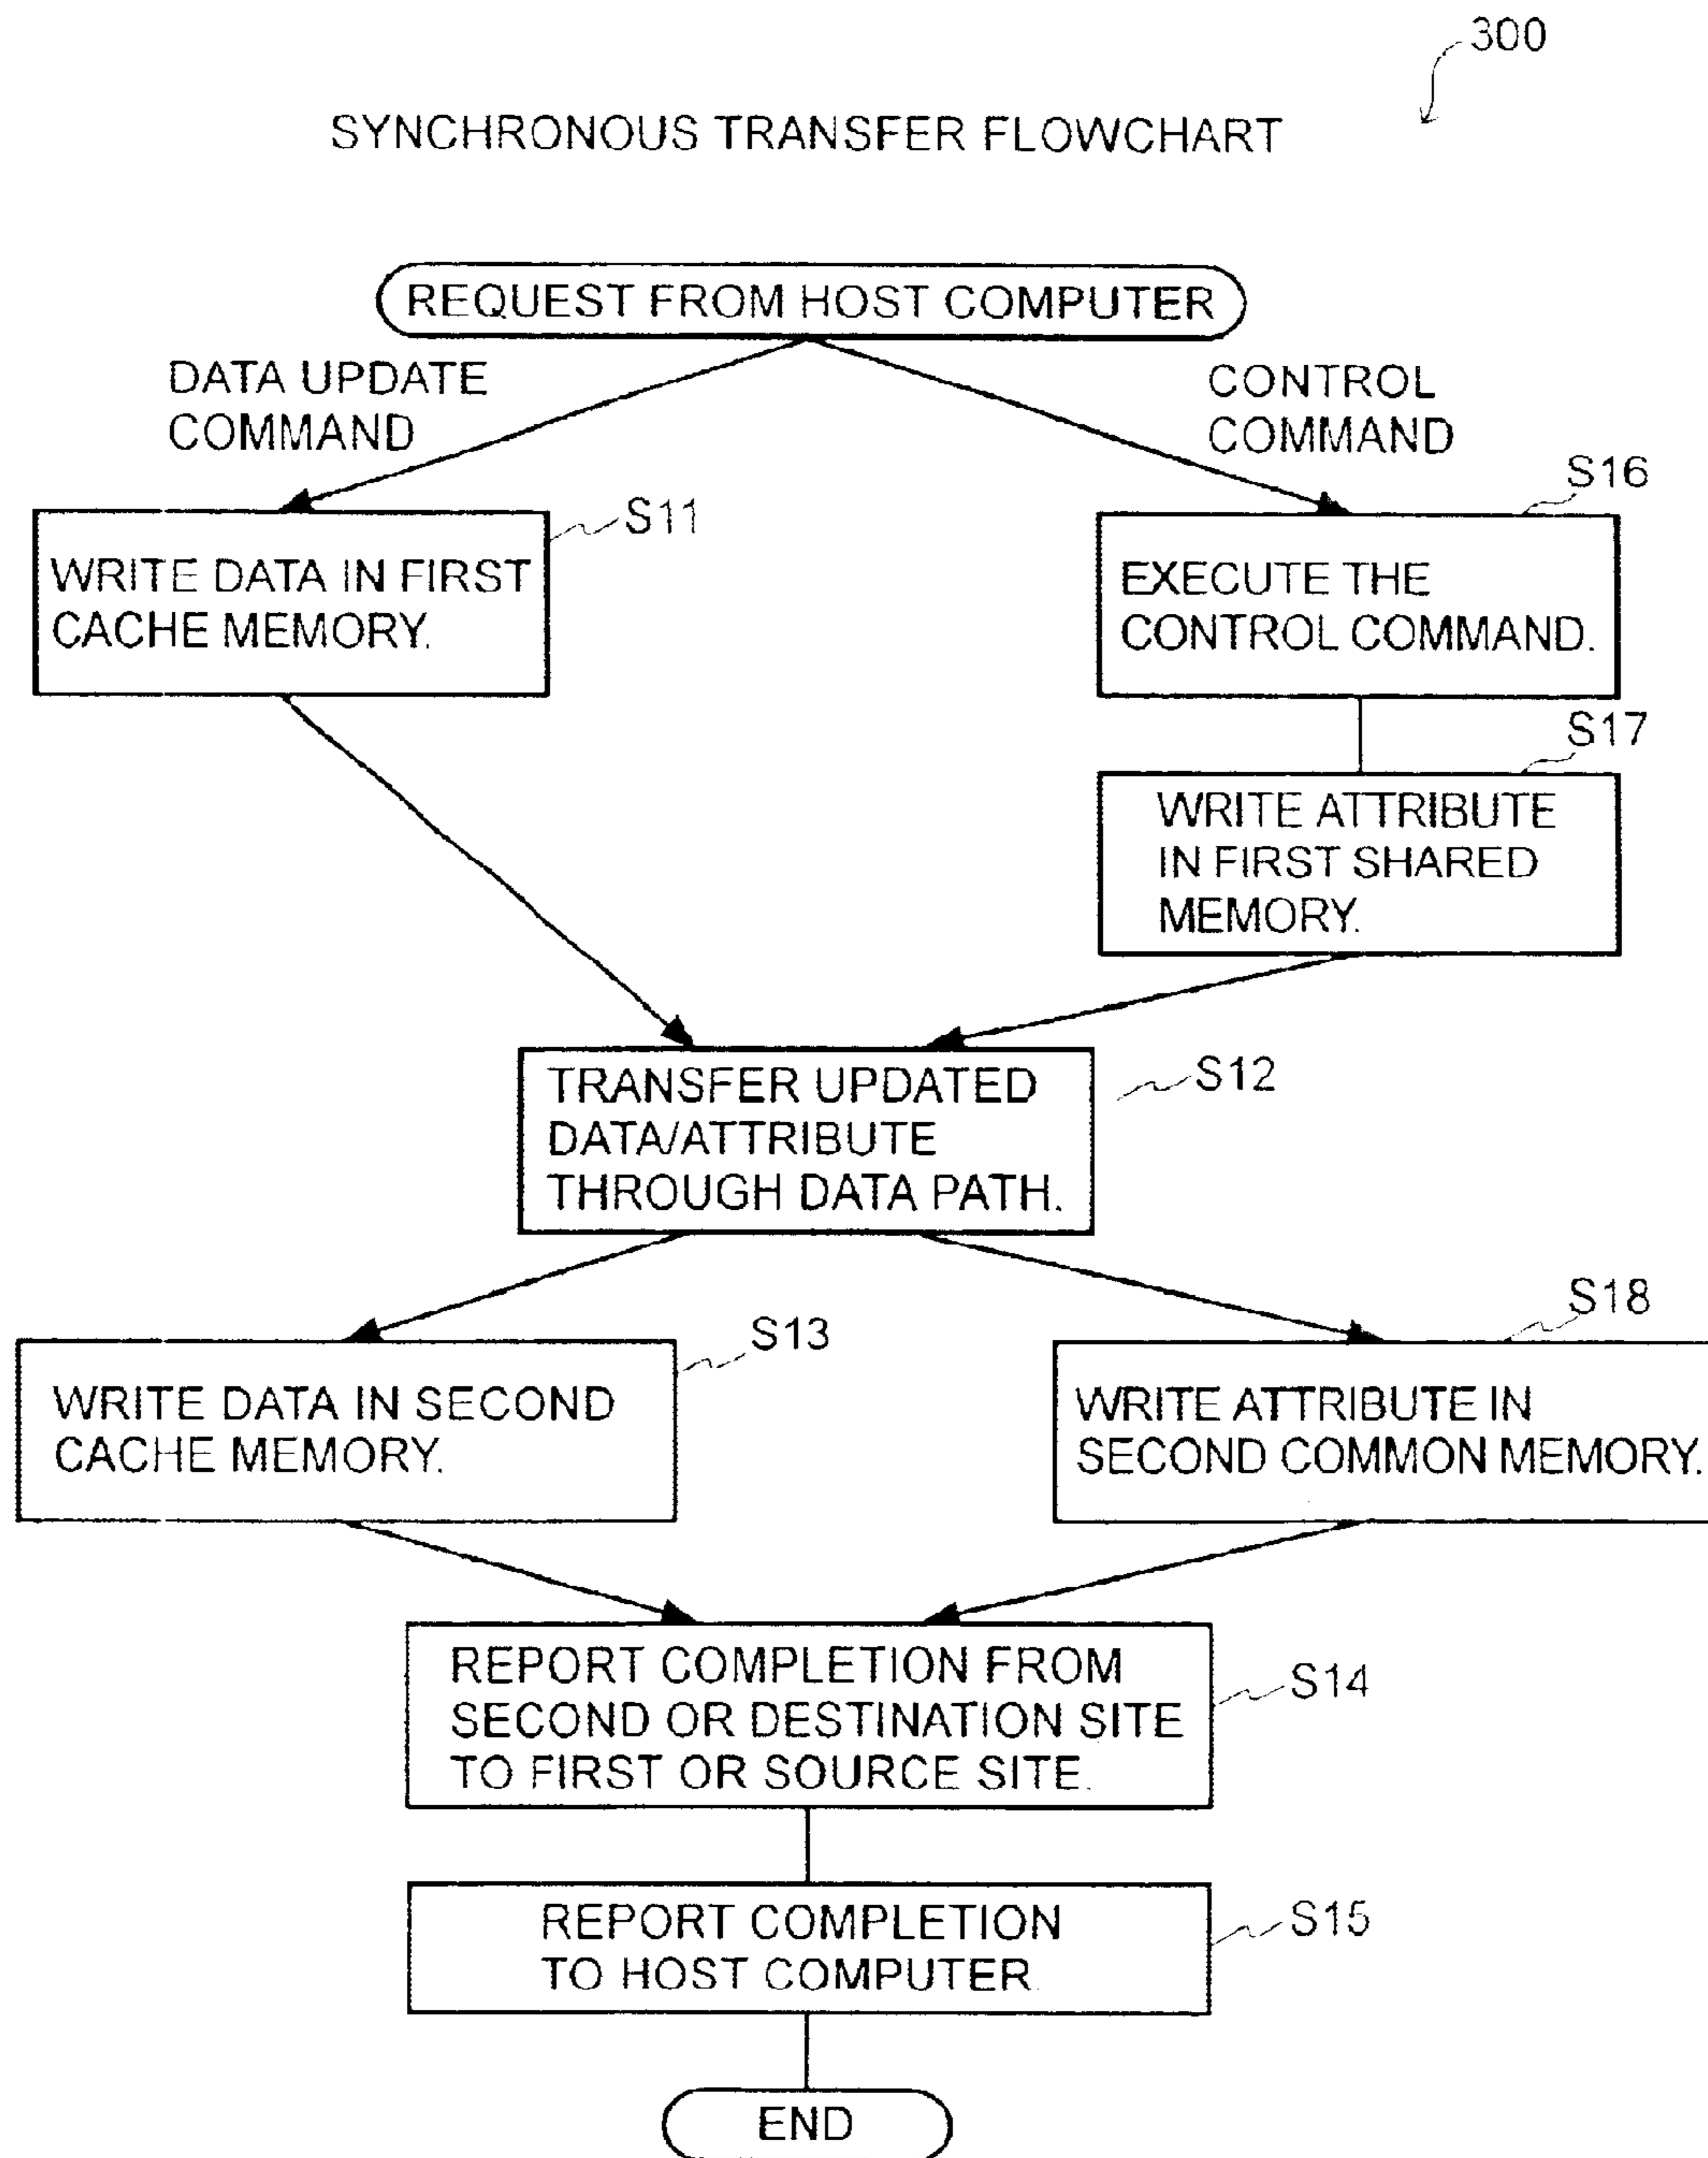 300
SYNCHRONOUS TRANSFER FLOWCHART
REQUEST FROM HOST COMPUTER
DATA UPDATE
COMMAND
CONTROL
COMMAND
S11
WRITE DATA IN FIRST
CACHE MEMORY.
S16
EXECUTE THE
CONTROL COMMAND.
S17
WRITE ATTRIBUTE
IN FIRST SHARED
MEMORY.
S12
TRANSFER UPDATED
DATA/ATTRIBUTE
THROUGH DATA PATH.
S13
WRITE DATA IN SECOND
CACHE MEMORY.
S18
WRITE ATTRIBUTE IN
SECOND COMMON MEMORY.
REPORT COMPLETION FROM
SECOND OR DESTINATION SITE
TO FIRST OR SOURCE SITE.
S14
REPORT COMPLETION
TO HOST COMPUTER.
S15
END